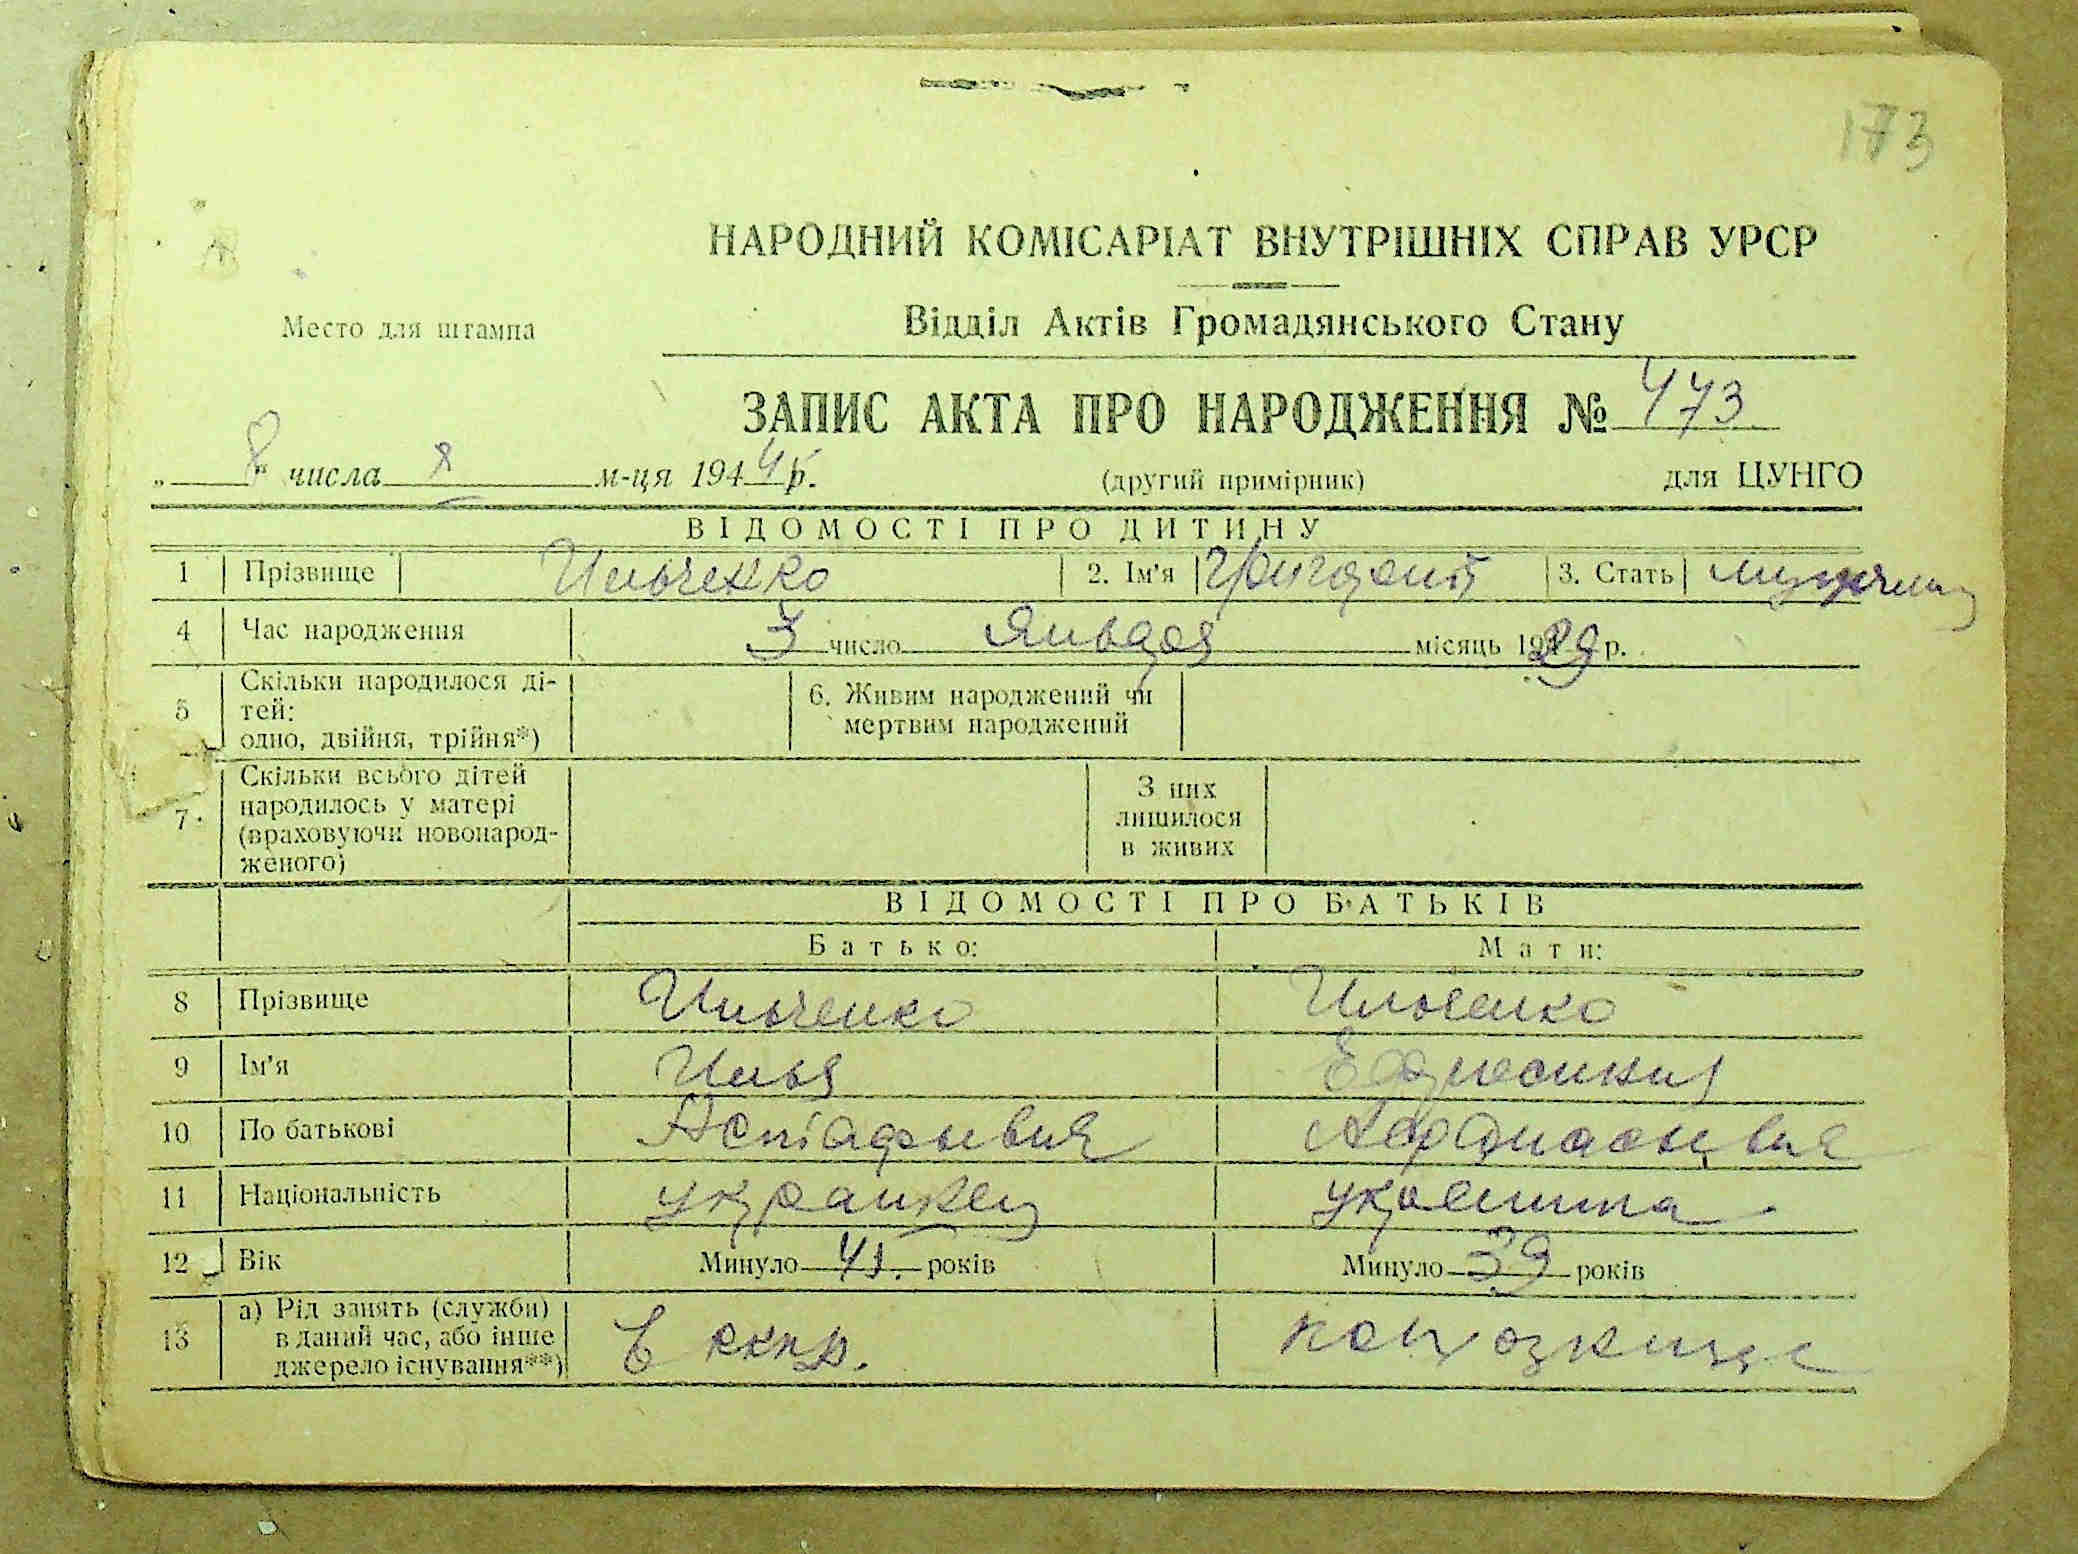 173
НАРОДНИЙ КОМІСАРІАТ ВНУТРІШНІХ СПРАВ УРСР
Место для штампа
Відділ Актів Громадянського Стану
ЗАПИС АКТА ПРО НАРОДЖЕННЯ № 473
„ 8 " числа 8 м-ця 1944 р. (другий примірник) для ЦУНГО
ВІДОМОСТІ ПРО ДИТИНУ
1 Прізвище Ильченко 2. Ім'я Григорий 3. Стать
4 Час народження 3 число Января місяць 1939 р.
5 Скільки народилося ді-
тей:
одно, двійня, трійня*)
6. Живим народжений чи
мертвим народжений
7. Скільки всього дітей
народилось у матері
(враховуючи новонарод-
женого)
З них
лишилося
в живих
ВІДОМОСТІ ПРО БАТЬКІВ
Батько: Мати:
8 Прізвище Ильченко Ильченко
9 Ім'я Илья
10 По батькові
11 Національність украинец
12 Вік Минуло 41. років Минуло 39 років
13 а) Рід занять (служби)
в даний час, або інше
джерело існування**)
в ркка.